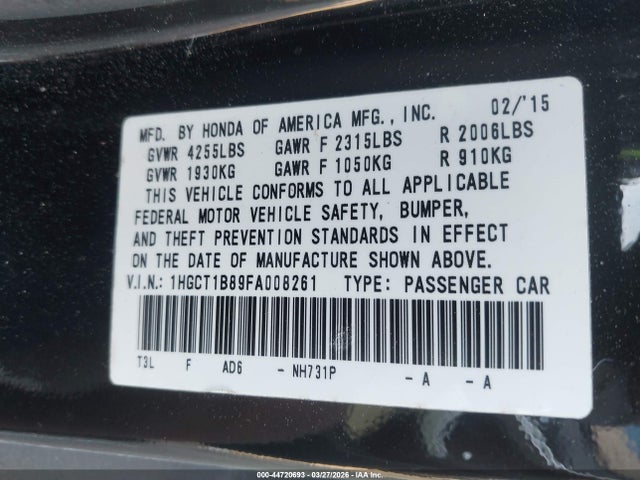 MFD. BY HONDA OF AMERICA MFG., INC. 02/'15
GVWR 4255LBS GAWR F 2315LBS R 2006LBS
GVWR 1930KG GAWR F 1050KG R 910KG
THIS VEHICLE CONFORMS TO ALL APPLICABLE
FEDERAL MOTOR VEHICLE SAFETY, BUMPER,
AND THEFT PREVENTION STANDARDS IN EFFECT
ON THE DATE OF MANUFACTURE SHOWN ABOVE.
V.I.N.: 1HGCT1B89FA008261 TYPE: PASSENGER CAR
T3L F AD6 - NH731P - A - A
000-44720693 - 03/27/2026 - IAAI.COM